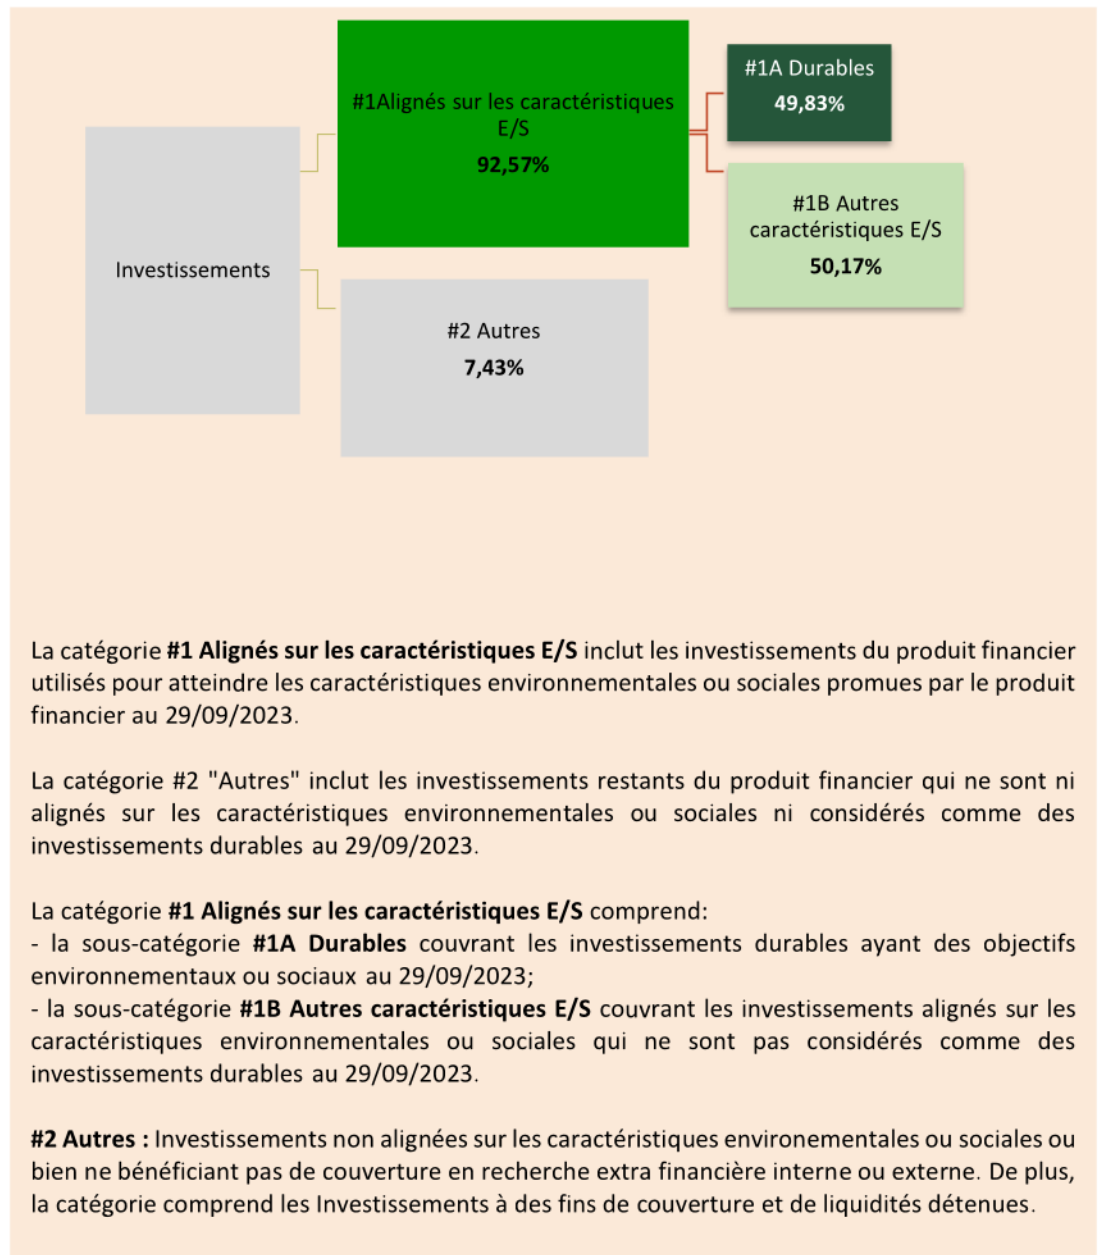 #1Alignés sur les caractéristiques
E/S
92,57%
#1A Durables
49,83%
#1B Autres
caractéristiques E/S
50,17%
Investissements
#2 Autres
7,43%
La catégorie #1 Alignés sur les caractéristiques E/S inclut les investissements du produit financier
utilisés pour atteindre les caractéristiques environnementales ou sociales promues par le produit
financier au 29/09/2023.
La catégorie #2 "Autres" inclut les investissements restants du produit financier qui ne sont ni
alignés sur les caractéristiques environnementales ou sociales ni considérés comme des
investissements durables au 29/09/2023.
La catégorie #1 Alignés sur les caractéristiques E/S comprend:
- la sous-catégorie #1A Durables couvrant les investissements durables ayant des objectifs
environnementaux ou sociaux au 29/09/2023;
- la sous-catégorie #1B Autres caractéristiques E/S couvrant les investissements alignés sur les
caractéristiques environnementales ou sociales qui ne sont pas considérés comme des
investissements durables au 29/09/2023.
#2 Autres : Investissements non alignées sur les caractéristiques environementales ou sociales ou
bien ne bénéficiant pas de couverture en recherche extra financière interne ou externe. De plus,
la catégorie comprend les Investissements à des fins de couverture et de liquidités détenues.